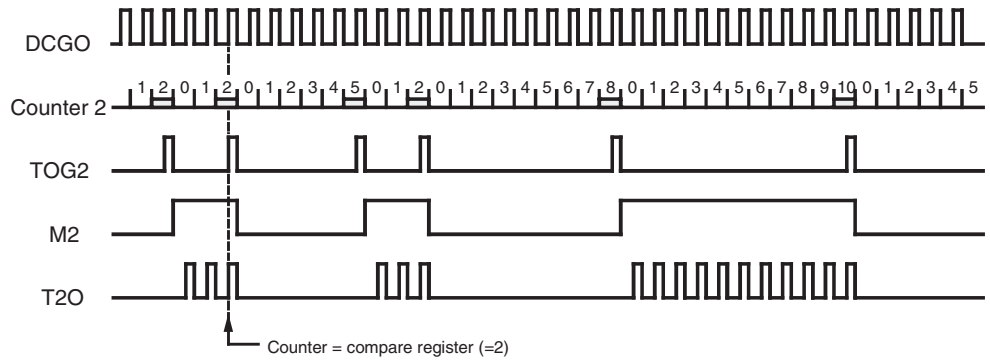 DCGO
1 2 0 1 2 0 1 2 3 4 5 0 1 2 0 1 2 3 4 5 6 7 8 0 1 2 3 4 5 6 7 8 9 10 0 1 2 3 4 5
Counter 2
TOG2
M2
T2O
Counter = compare register (=2)